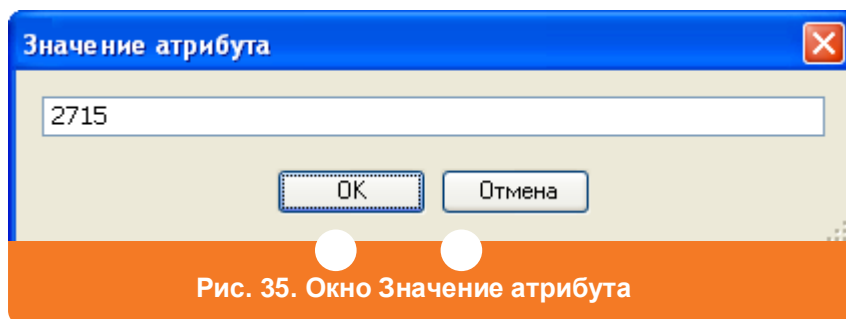 Значение атрибута
2715
OK
Отмена
Рис. 35. Окно Значение атрибута